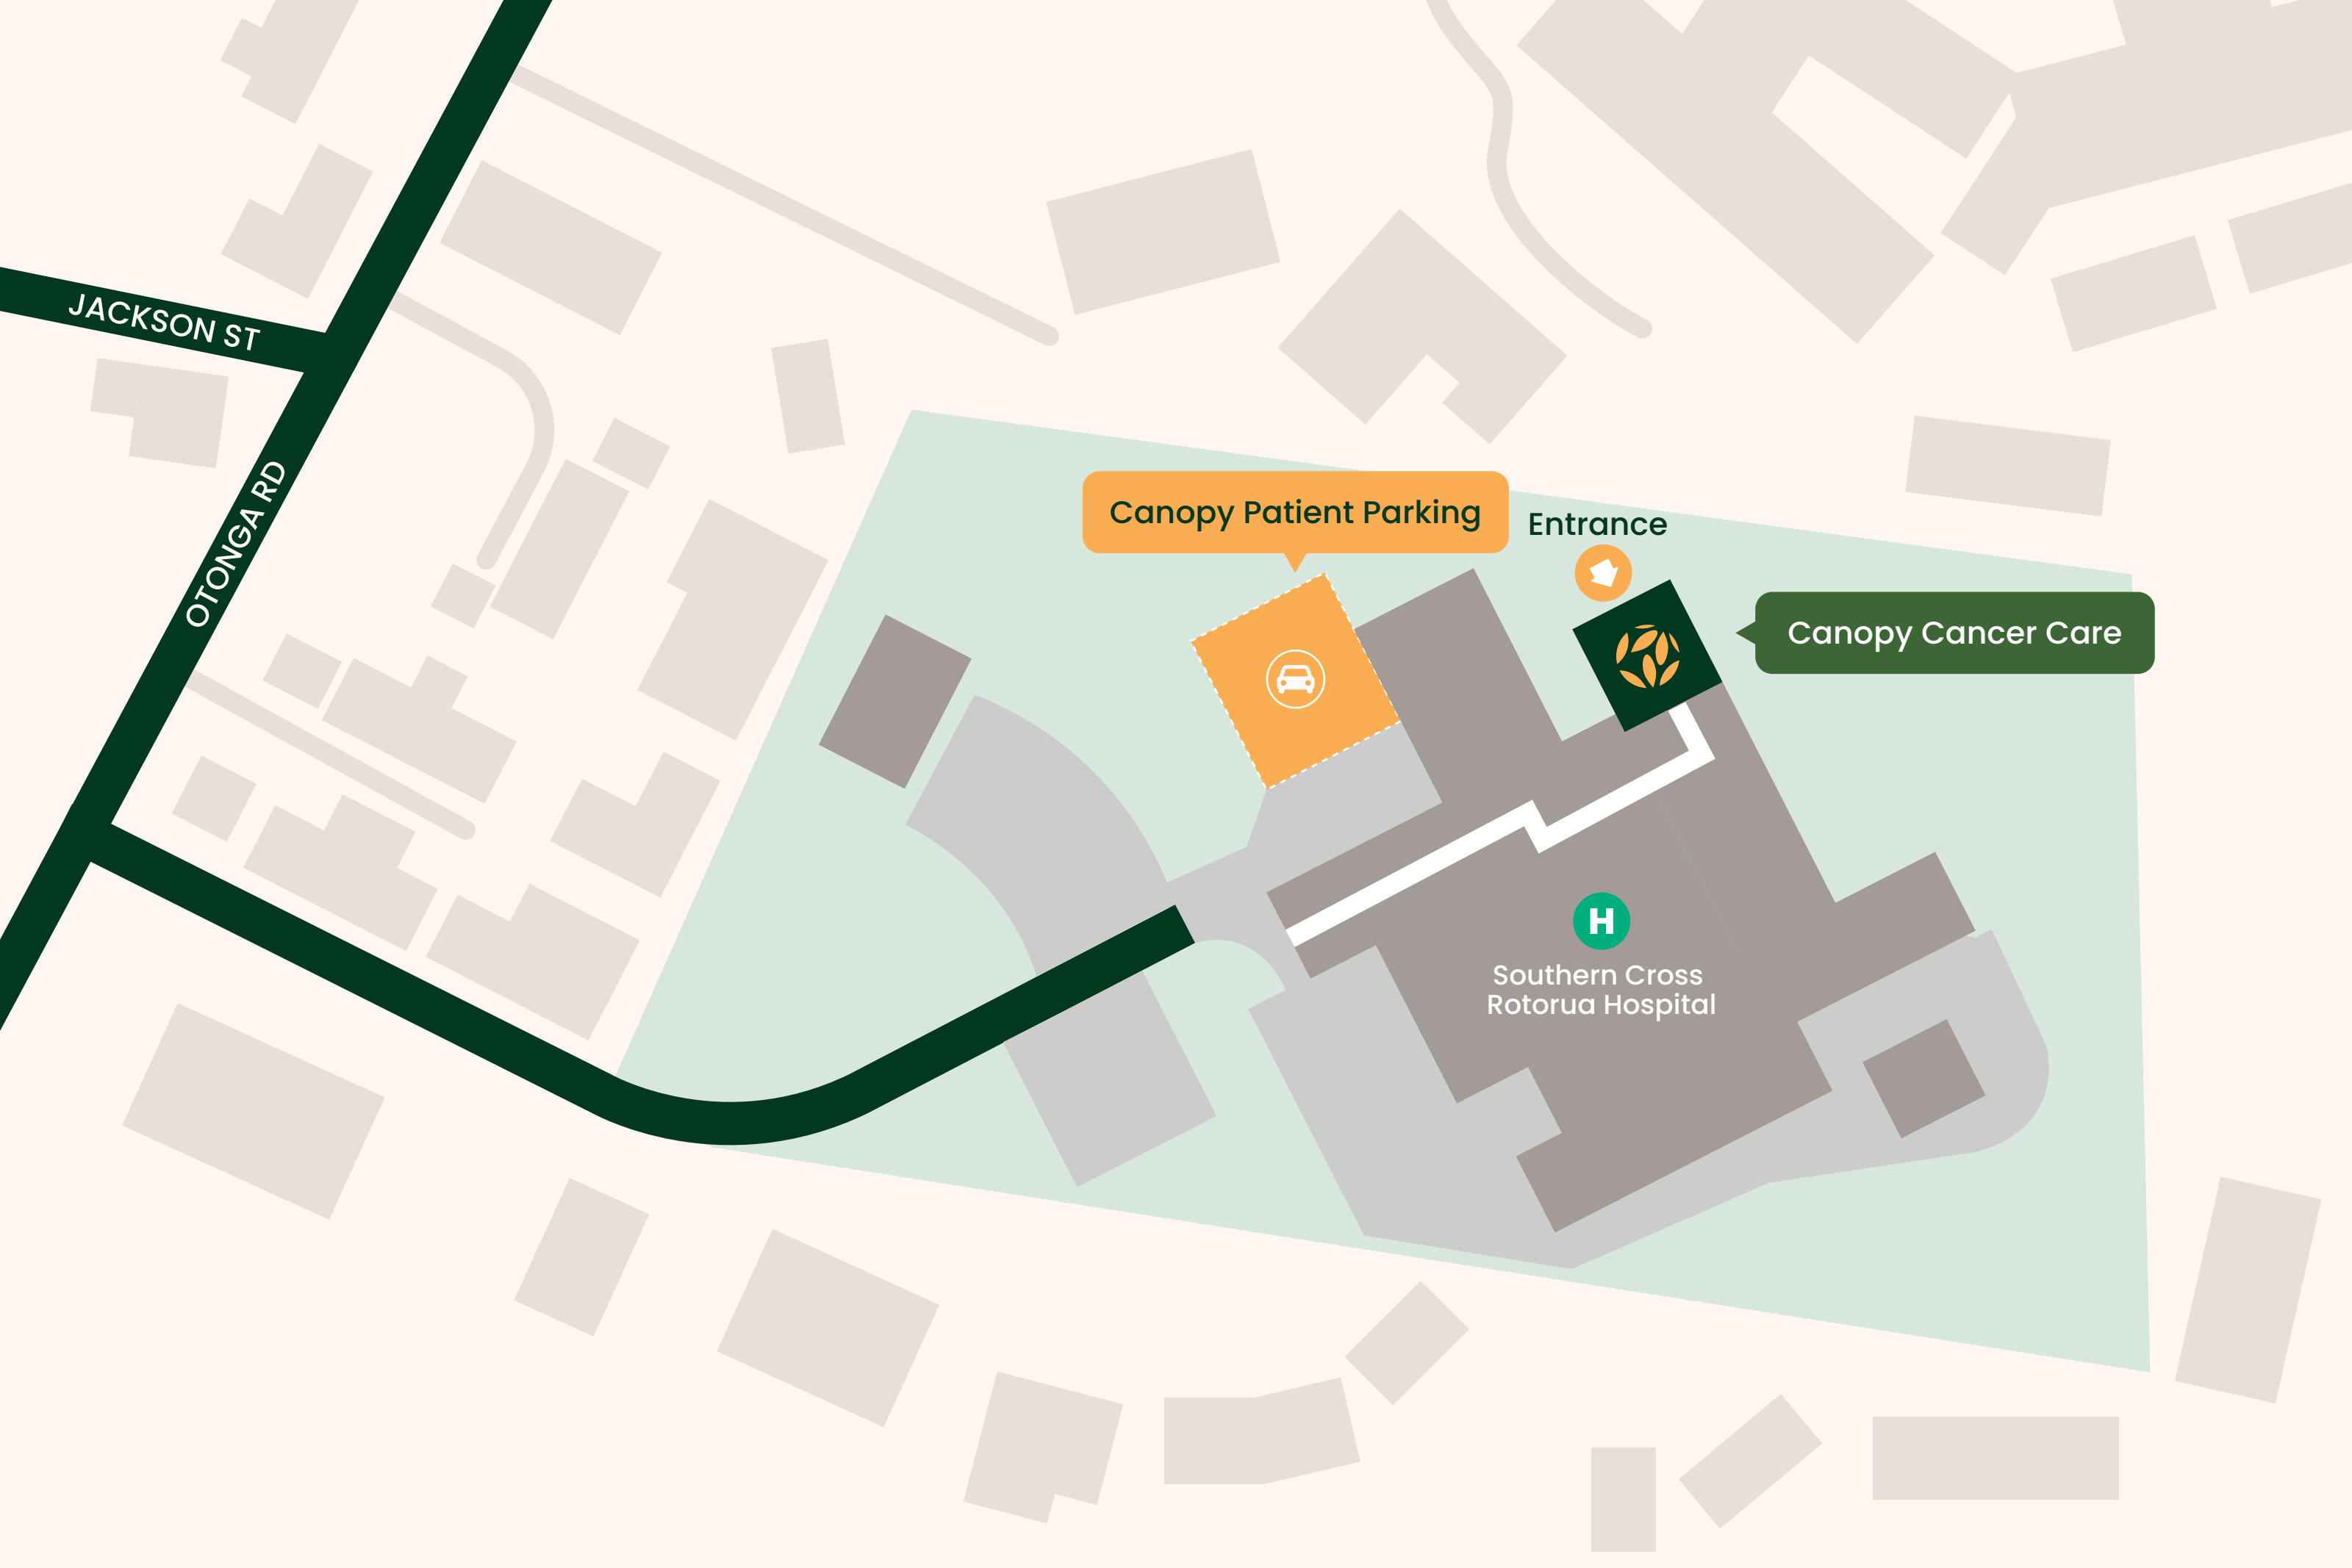 JACKSON ST
OTONGA RD
Canopy Patient Parking
Entrance
Canopy Cancer Care
H
Southern Cross
Rotorua Hospital